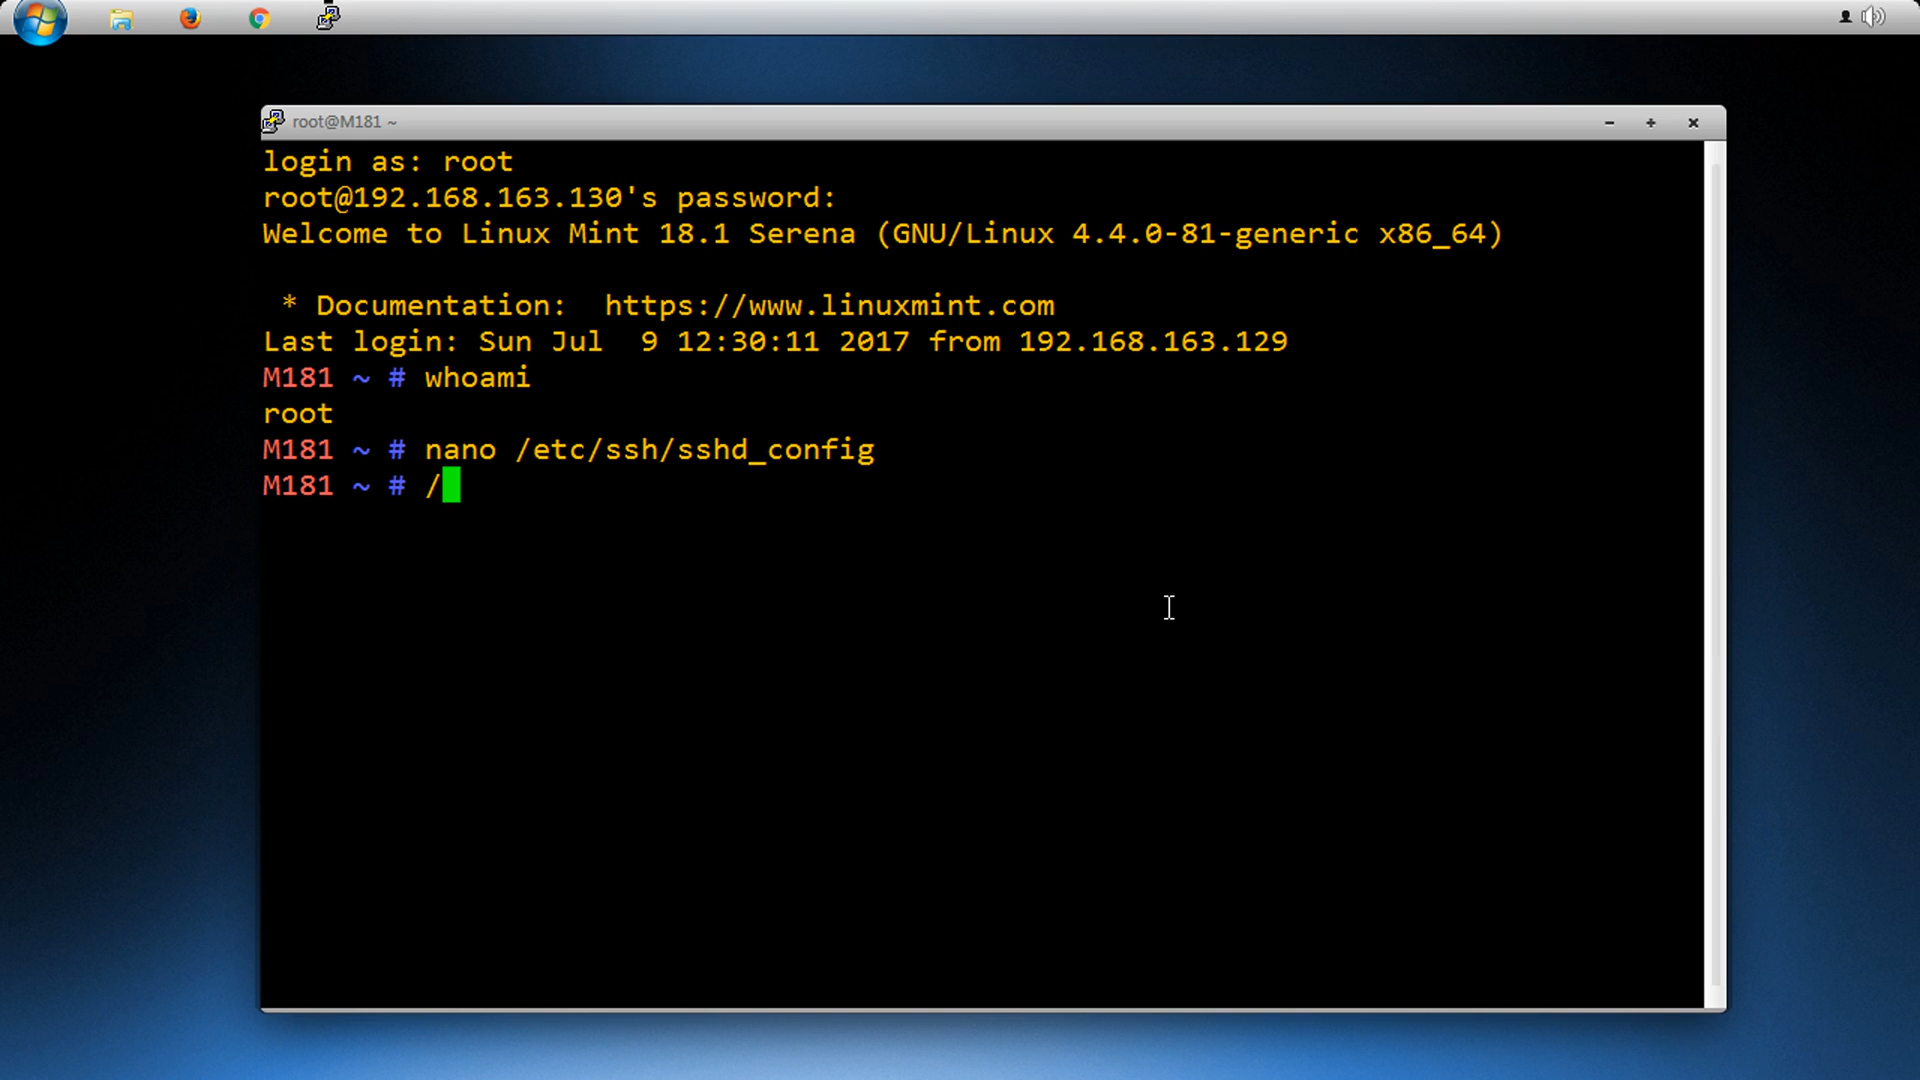 root@M181 ~
login as: root
root@192.168.163.130's password:
Welcome to Linux Mint 18.1 Serena (GNU/Linux 4.4.0-81-generic x86_64)
* Documentation:  https://www.linuxmint.com
Last login: Sun Jul  9 12:30:11 2017 from 192.168.163.129
M181 ~ # whoami
root
M181 ~ # nano /etc/ssh/sshd_config
M181 ~ # /